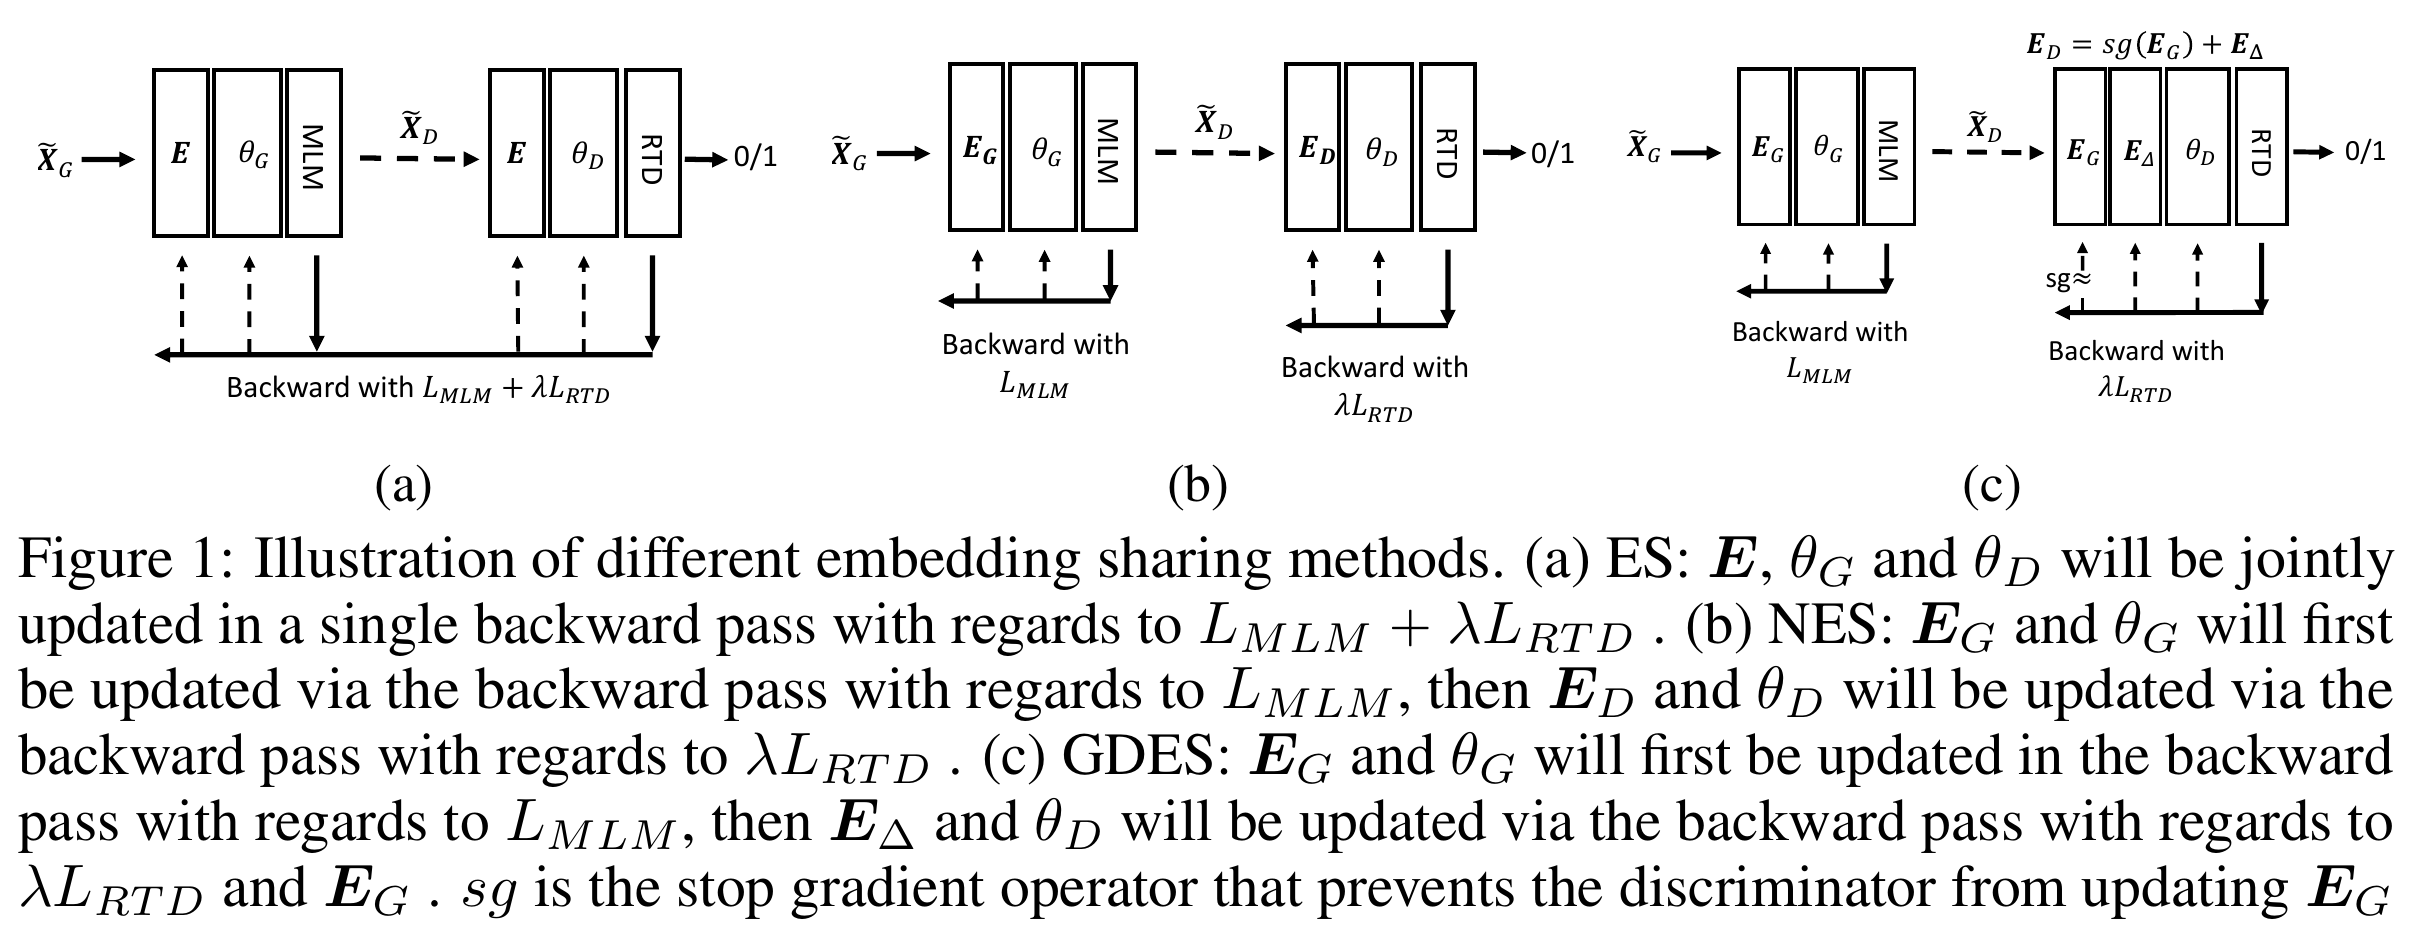 E_D = sg(E_G) + E_Δ
X̃_G E θ_G MLM X̃_D E θ_D RTD 0/1
Backward with L_MLM + λL_RTD
(a)
X̃_G E_G θ_G MLM X̃_D E_D θ_D RTD 0/1
Backward with
L_MLM
Backward with
λL_RTD
(b)
X̃_G E_G θ_G MLM X̃_D E_G E_Δ θ_D RTD 0/1
sg≈
Backward with
L_MLM
Backward with
λL_RTD
(c)
Figure 1: Illustration of different embedding sharing methods. (a) ES: E, θ_G and θ_D will be jointly
updated in a single backward pass with regards to L_MLM + λL_RTD . (b) NES: E_G and θ_G will first
be updated via the backward pass with regards to L_MLM, then E_D and θ_D will be updated via the
backward pass with regards to λL_RTD . (c) GDES: E_G and θ_G will first be updated in the backward
pass with regards to L_MLM, then E_Δ and θ_D will be updated via the backward pass with regards to
λL_RTD and E_G . sg is the stop gradient operator that prevents the discriminator from updating E_G